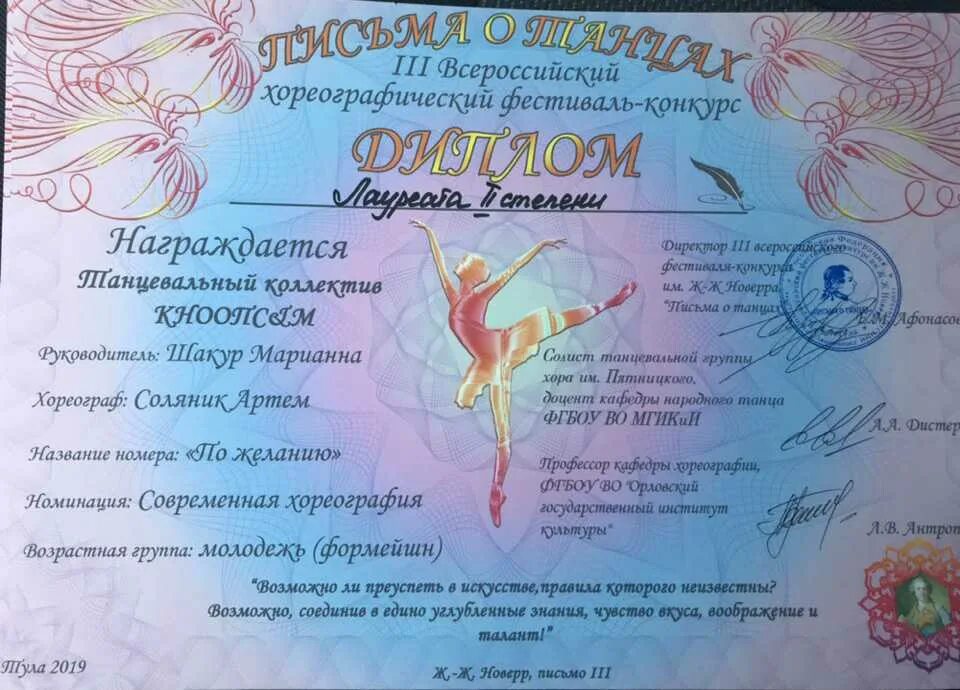 ПИСЬМА О ТАНЦАХ
III Всероссийский
хореографический фестиваль-конкурс
ДИПЛОМ
Лауреата II степени
Награждается
Танцевальный коллектив
КНООПС&М
Руководитель: Шакур Марианна
Хореограф: Соляник Артем
Название номера: «По желанию»
Номинация: Современная хореография
Возрастная группа: молодежь (формейшн)
Директор III всероссийского
фестиваля-конкурса
им. Ж-Ж Новерра
"Письма о танцах"
Е.М. Афонасов
Солист танцевальной группы
хора им. Пятницкого,
доцент кафедры народного танца
ФГБОУ ВО МГИКиИ
А.А. Дистер
Профессор кафедры хореографии,
ФГБОУ ВО "Орловский
государственный институт
культуры"
Л.В. Антроп
"Возможно ли преуспеть в искусстве,правила которого неизвестны?
Возможно, соединив в едино углубленные знания, чувство вкуса, воображение и
талант!"
Тула 2019
Ж,-Ж, Новерр, письмо III